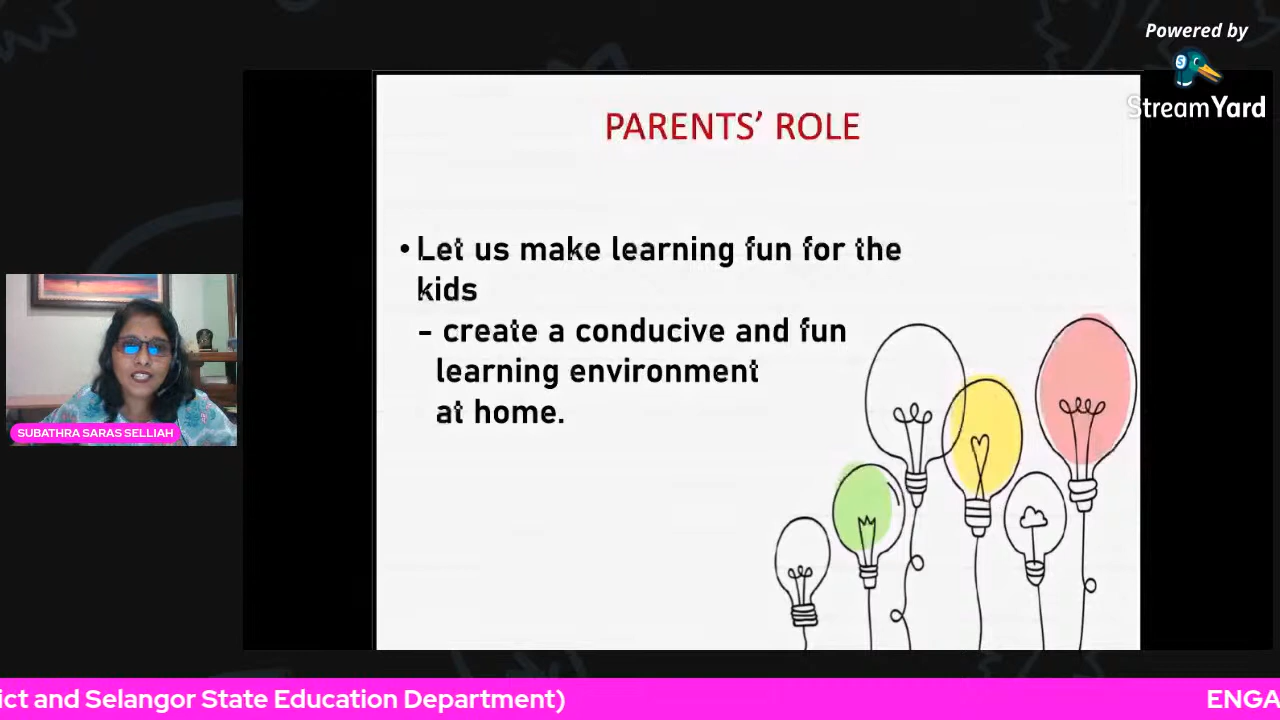 Powered by
StreamYard
PARENTS’ ROLE
• Let us make learning fun for the
kids
- create a conducive and fun
learning environment
at home.
SUBATHRA SARAS SELLIAH
ict and Selangor State Education Department)
ENGA